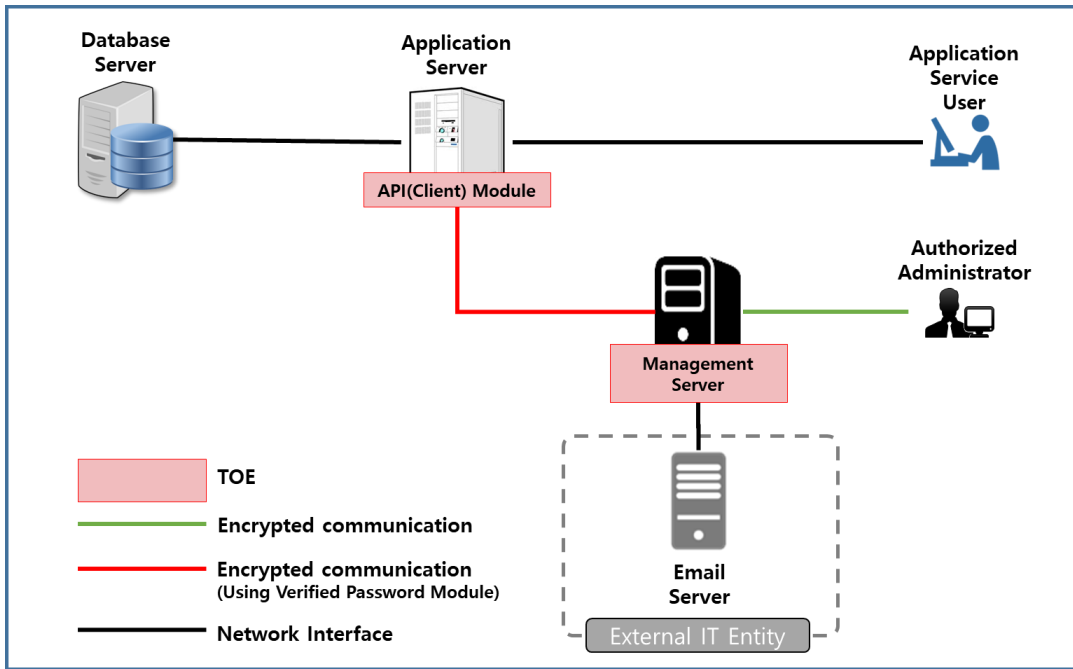 Database
Server
Application
Server
Application
Service
User
API(Client) Module
Authorized
Administrator
Management
Server
TOE
Encrypted communication
Encrypted communication
(Using Verified Password Module)
Network Interface
Email
Server
External IT Entity